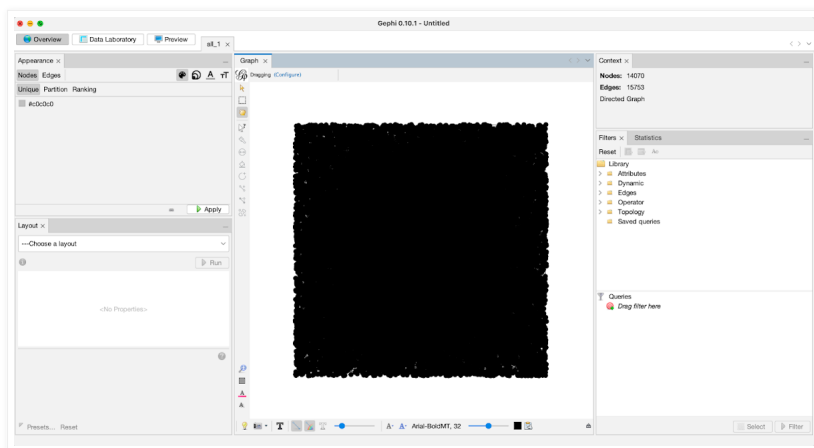 Gephi 0.10.1 - Untitled
Overview Data Laboratory Preview all_1
Appearance
Nodes Edges
Unique Partition Ranking
#c0c0c0
Apply
Layout
---Choose a layout
Run
<No Properties>
Presets... Reset
Graph
Dragging (Configure)
Arial-BoldMT, 32
Context
Nodes: 14070
Edges: 15753
Directed Graph
Filters Statistics
Reset
Library
Attributes
Dynamic
Edges
Operator
Topology
Saved queries
Queries
Drag filter here
Select Filter